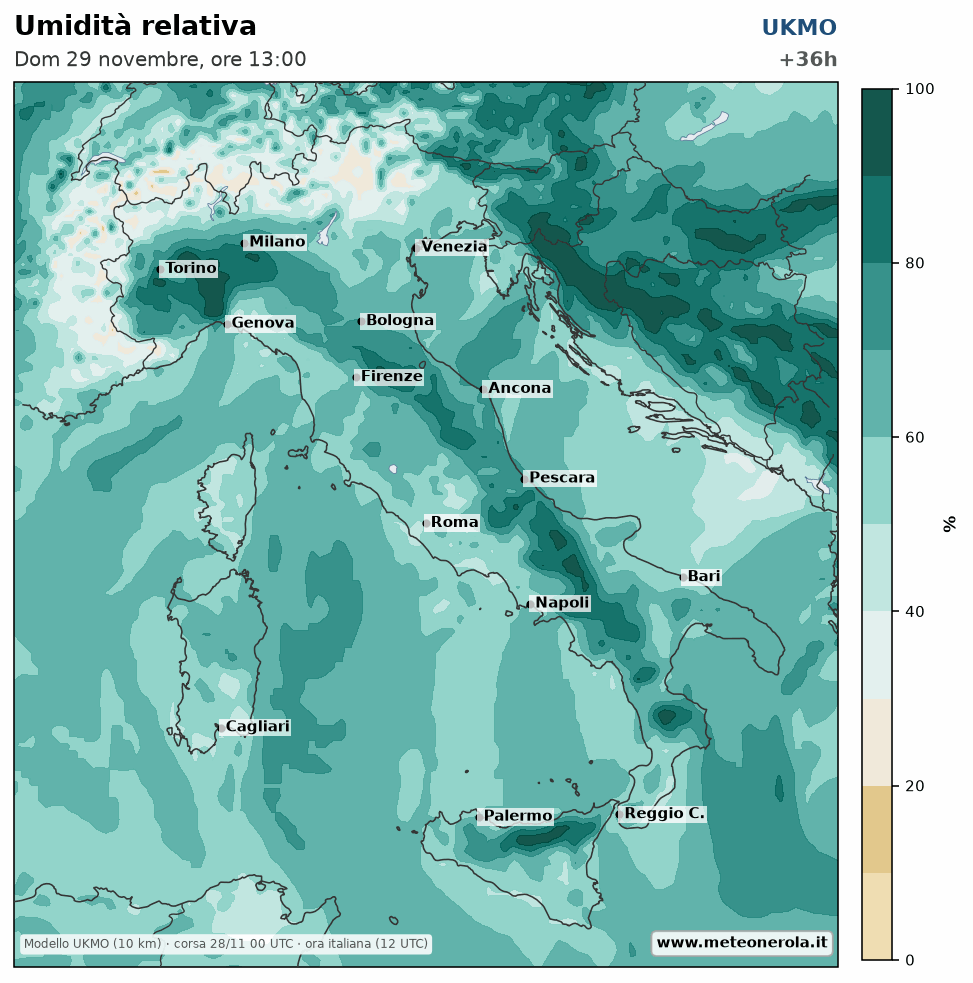 Umidità relativa
UKMO
Dom 29 novembre, ore 13:00
+36h
100
80
60
40
20
0
%
Milano
Venezia
Torino
Genova
Bologna
Firenze
Ancona
Pescara
Roma
Bari
Napoli
Cagliari
Palermo
Reggio C.
Modello UKMO (10 km) · corsa 28/11 00 UTC · ora italiana (12 UTC)
www.meteonerola.it